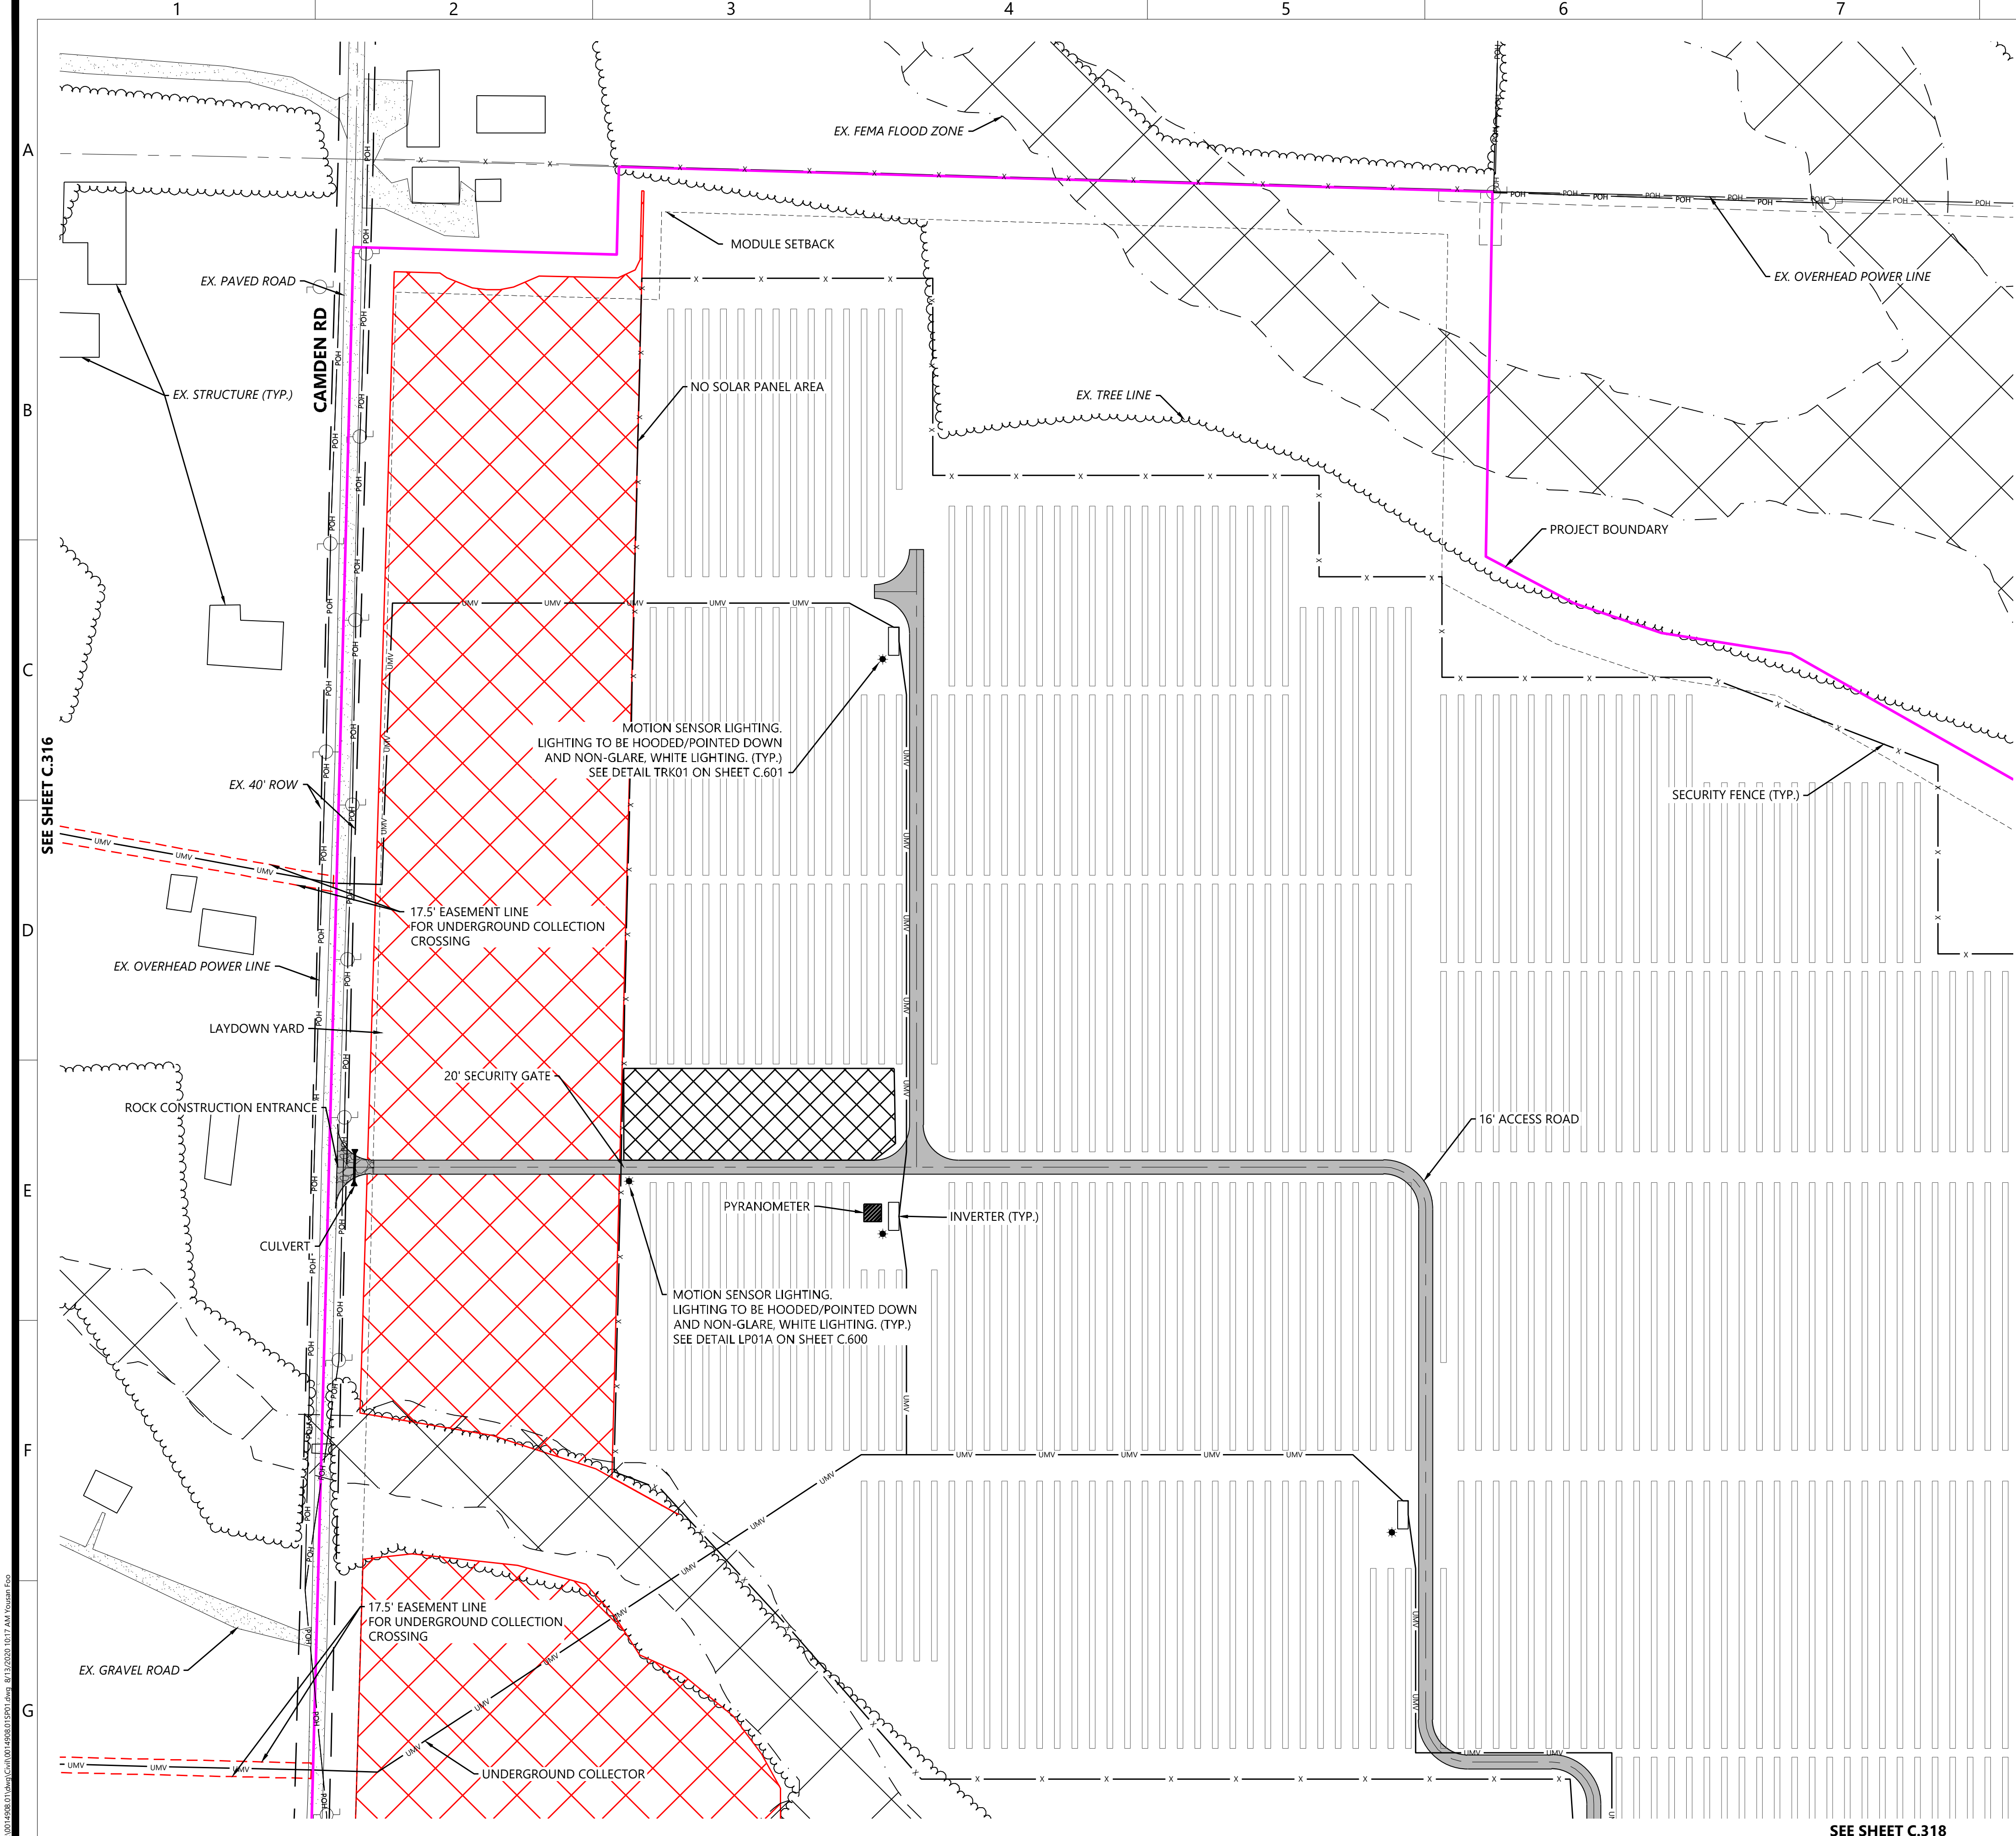 1 2 3 4 5 6 7
A
B
C
D
E
F
G
EX. FEMA FLOOD ZONE
MODULE SETBACK
EX. PAVED ROAD
EX. OVERHEAD POWER LINE
CAMDEN RD
NO SOLAR PANEL AREA
EX. STRUCTURE (TYP.)
EX. TREE LINE
PROJECT BOUNDARY
MOTION SENSOR LIGHTING.
LIGHTING TO BE HOODED/POINTED DOWN
AND NON-GLARE, WHITE LIGHTING. (TYP.)
SEE DETAIL TRK01 ON SHEET C.601
SEE SHEET C.316
EX. 40' ROW
SECURITY FENCE (TYP.)
17.5' EASEMENT LINE
FOR UNDERGROUND COLLECTION
CROSSING
EX. OVERHEAD POWER LINE
LAYDOWN YARD
20' SECURITY GATE
ROCK CONSTRUCTION ENTRANCE
16' ACCESS ROAD
PYRANOMETER
INVERTER (TYP.)
CULVERT
MOTION SENSOR LIGHTING.
LIGHTING TO BE HOODED/POINTED DOWN
AND NON-GLARE, WHITE LIGHTING. (TYP.)
SEE DETAIL LP01A ON SHEET C.600
17.5' EASEMENT LINE
FOR UNDERGROUND COLLECTION
CROSSING
EX. GRAVEL ROAD
UNDERGROUND COLLECTOR
SEE SHEET C.318
POH
UMV
X